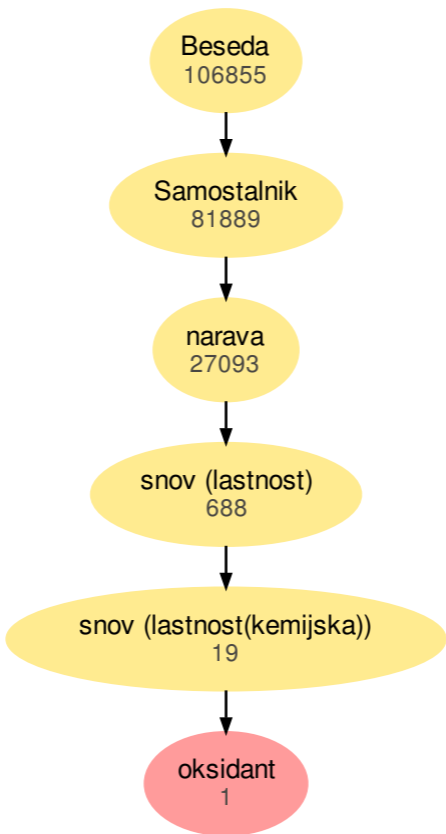 Beseda
106855
Samostalnik
81889
narava
27093
snov (lastnost)
688
snov (lastnost(kemijska))
19
oksidant
1